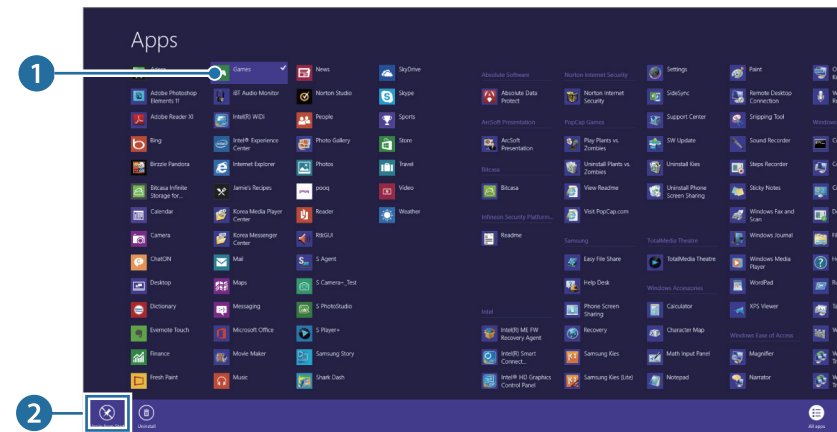 Apps
1
Games
Adobe Photoshop
Elements 11
Adobe Reader XI
Bing
Birzzle Pandora
Bitcasa Infinite
Storage for...
Calendar
Camera
ChatON
Desktop
Dictionary
Evernote Touch
Finance
Fresh Paint
Intel(R) WiDi
Intel® Experience
Center
Internet Explorer
Jamie's Recipes
Korea Media Player
Center
Korea Messenger
Center
Mail
Maps
Messaging
Microsoft Office
Movie Maker
Music
News
Norton Studio
People
Photo Gallery
Photos
pooq
Reader
RtkGUI
S Agent
S Camera+_Test
S PhotoStudio
S Player+
Samsung Story
Shark Dash
SkyDrive
Skype
Sports
Store
Travel
Video
Weather
Absolute Software
Absolute Data
Protect
ArcSoft Presentation
ArcSoft
Presentation
Bitcasa
Bitcasa
Infineon Security Platform...
Readme
Intel
Intel(R) ME FW
Recovery Agent
Intel(R) Smart
Connect...
Intel® HD Graphics
Control Panel
Norton Internet Security
Norton Internet
Security
PopCap Games
Play Plants vs.
Zombies
Uninstall Plants vs.
Zombies
View Readme
Visit PopCap.com
Samsung
Easy File Share
Help Desk
Phone Screen
Sharing
Recovery
Samsung Kies
Samsung Kies (Lite)
Settings
SideSync
Support Center
SW Update
Uninstall Kies
Uninstall Phone
Screen Sharing
TotalMedia Theatre
TotalMedia Theatre
Windows Accessories
Calculator
Character Map
Math Input Panel
Notepad
Paint
Remote Desktop
Connection
Snipping Tool
Sound Recorder
Steps Recorder
Sticky Notes
Windows Fax and
Scan
Windows Journal
Windows Media
Player
WordPad
XPS Viewer
Windows Ease of Access
Magnifier
Narrator
2
Uninstall
All apps